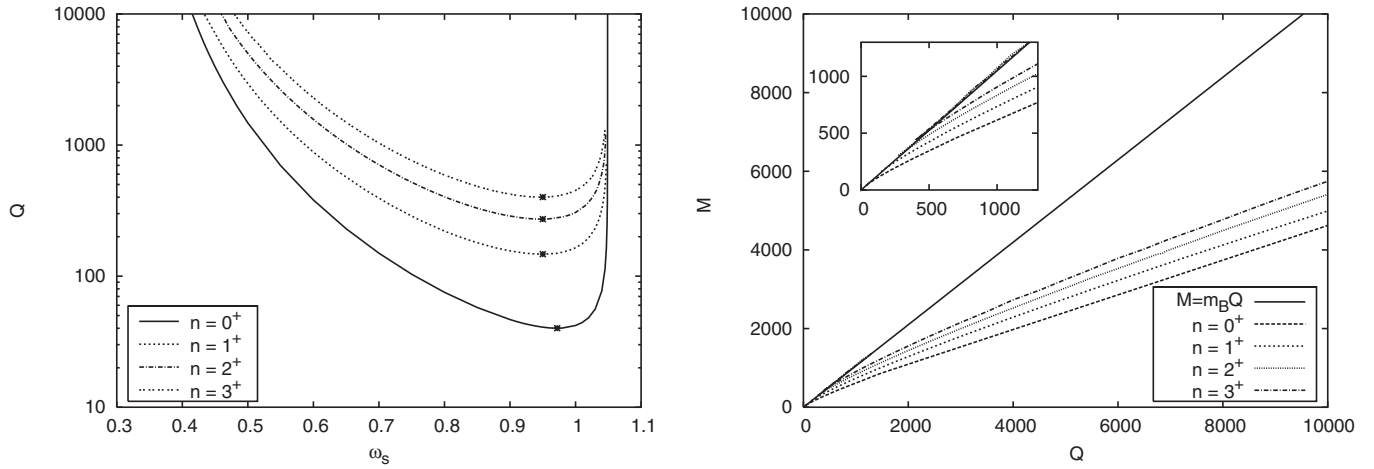 10000
1000
100
10
Q
0.3 0.4 0.5 0.6 0.7 0.8 0.9 1 1.1
ωs
n = 0+
n = 1+
n = 2+
n = 3+
10000
8000
6000
4000
2000
0
M
0 2000 4000 6000 8000 10000
Q
1000
500
0
0 500 1000
M=mBQ
n = 0+
n = 1+
n = 2+
n = 3+